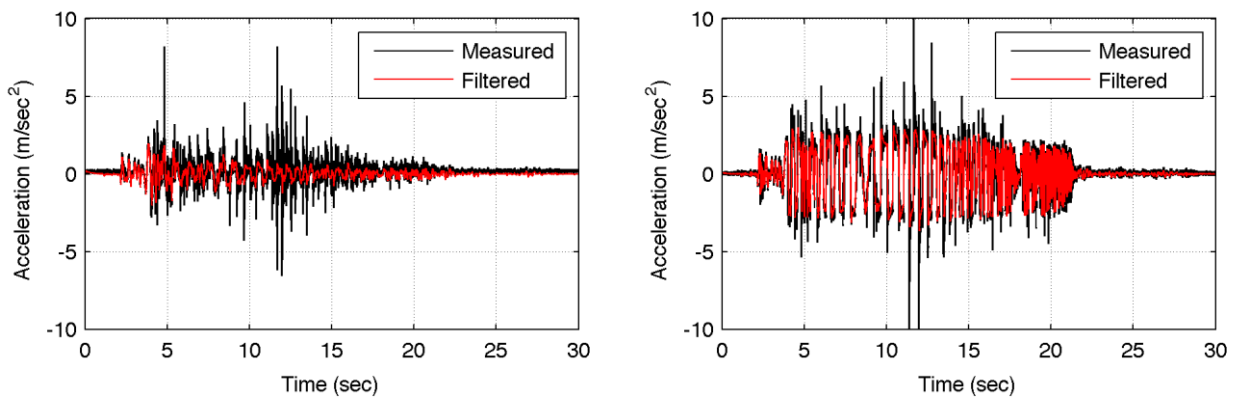 10
5
0
-5
-10
Acceleration (m/sec²)
0 5 10 15 20 25 30
Time (sec)
Measured
Filtered
10
5
0
-5
-10
Acceleration (m/sec²)
0 5 10 15 20 25 30
Time (sec)
Measured
Filtered